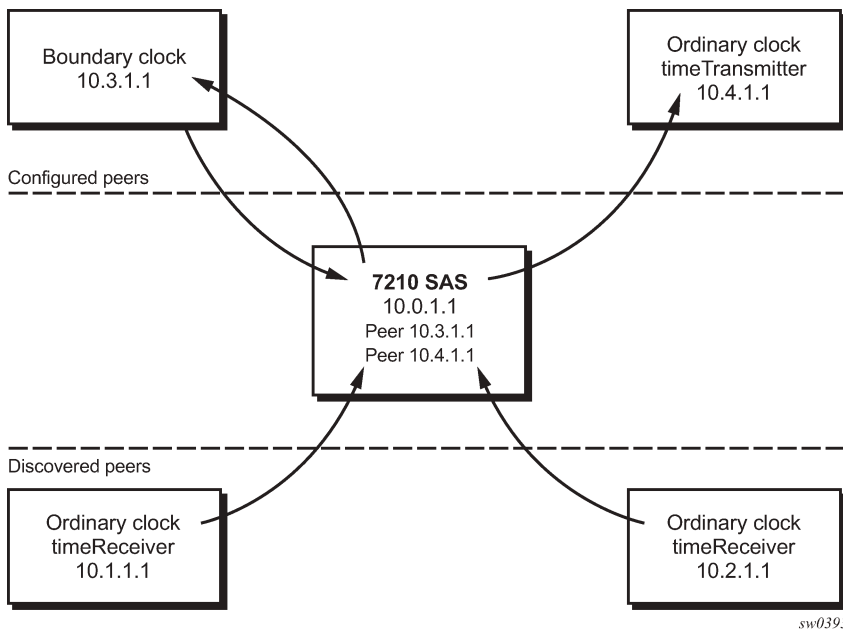 Boundary clock
10.3.1.1
Ordinary clock
timeTransmitter
10.4.1.1
Configured peers
7210 SAS
10.0.1.1
Peer 10.3.1.1
Peer 10.4.1.1
Discovered peers
Ordinary clock
timeReceiver
10.1.1.1
Ordinary clock
timeReceiver
10.2.1.1